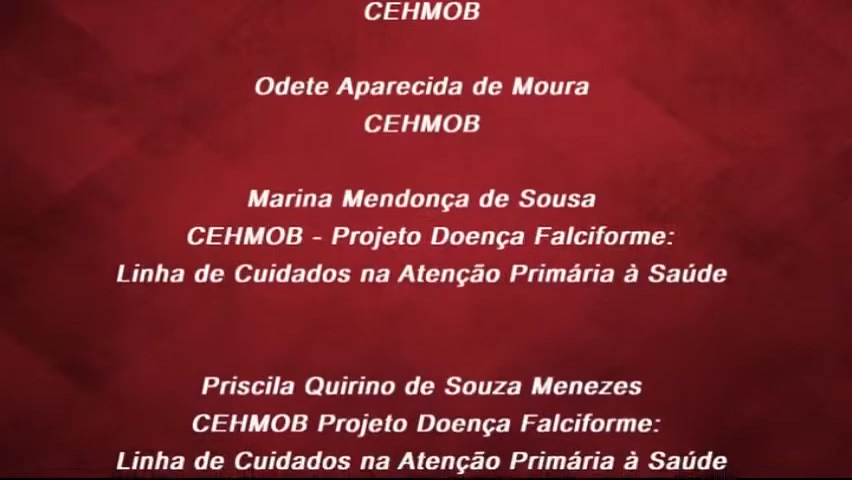 CEHMOB
Odete Aparecida de Moura
CEHMOB
Marina Mendonça de Sousa
CEHMOB - Projeto Doença Falciforme:
Linha de Cuidados na Atenção Primária à Saúde
Priscila Quirino de Souza Menezes
CEHMOB Projeto Doença Falciforme:
Linha de Cuidados na Atenção Primária à Saúde